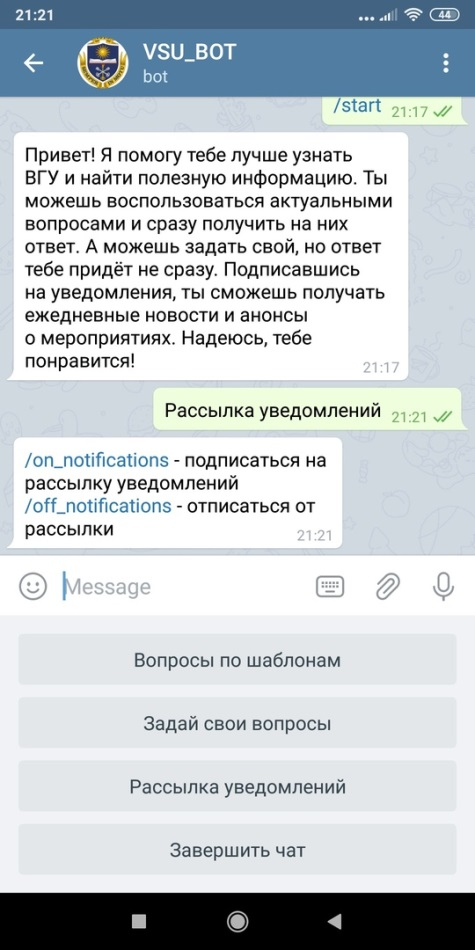 21:21
44
VSU_BOT
bot
/start 21:17
Привет! Я помогу тебе лучше узнать
ВГУ и найти полезную информацию. Ты
можешь воспользоваться актуальными
вопросами и сразу получить на них
ответ. А можешь задать свой, но ответ
тебе придёт не сразу. Подписавшись
на уведомления, ты сможешь получать
ежедневные новости и анонсы
о мероприятиях. Надеюсь, тебе
понравится!
21:17
Рассылка уведомлений 21:21
/on_notifications - подписаться на
рассылку уведомлений
/off_notifications - отписаться от
рассылки
21:21
Message
Вопросы по шаблонам
Задай свои вопросы
Рассылка уведомлений
Завершить чат